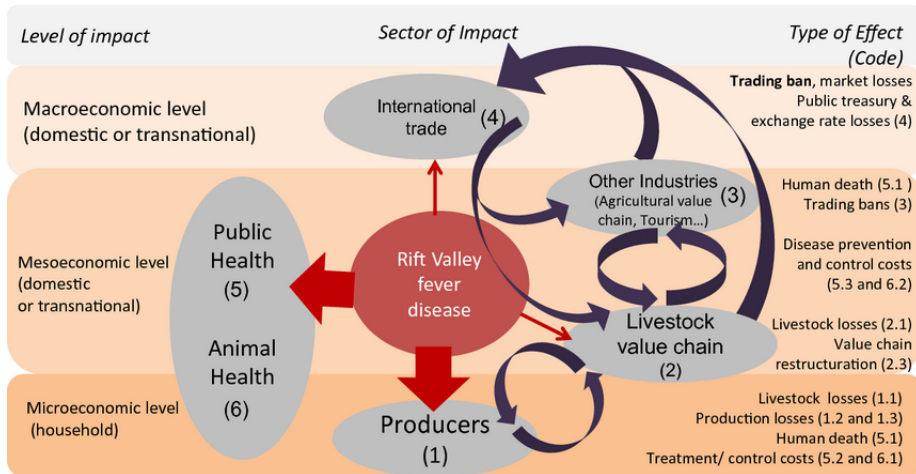 Level of impact
Sector of Impact
Type of Effect
(Code)
Macroeconomic level
(domestic or transnational)
International
trade
(4)
Trading ban, market losses
Public treasury &
exchange rate losses (4)
Mesoeconomic level
(domestic
or transnational)
Public
Health
(5)
Animal
Health
(6)
Rift Valley
fever
disease
Other Industries
(Agricultural value
chain, Tourism...)
(3)
Livestock
value chain
(2)
Human death (5.1 )
Trading bans (3)
Disease prevention
and control costs
(5.3 and 6.2)
Livestock losses (2.1)
Value chain
restructuration
(2.3)
Microeconomic level
(household)
Producers
(1)
Livestock losses (1.1)
Production losses (1.2 and 1.3)
Human death (5.1)
Treatment/ control costs (5.2 and 6.1)